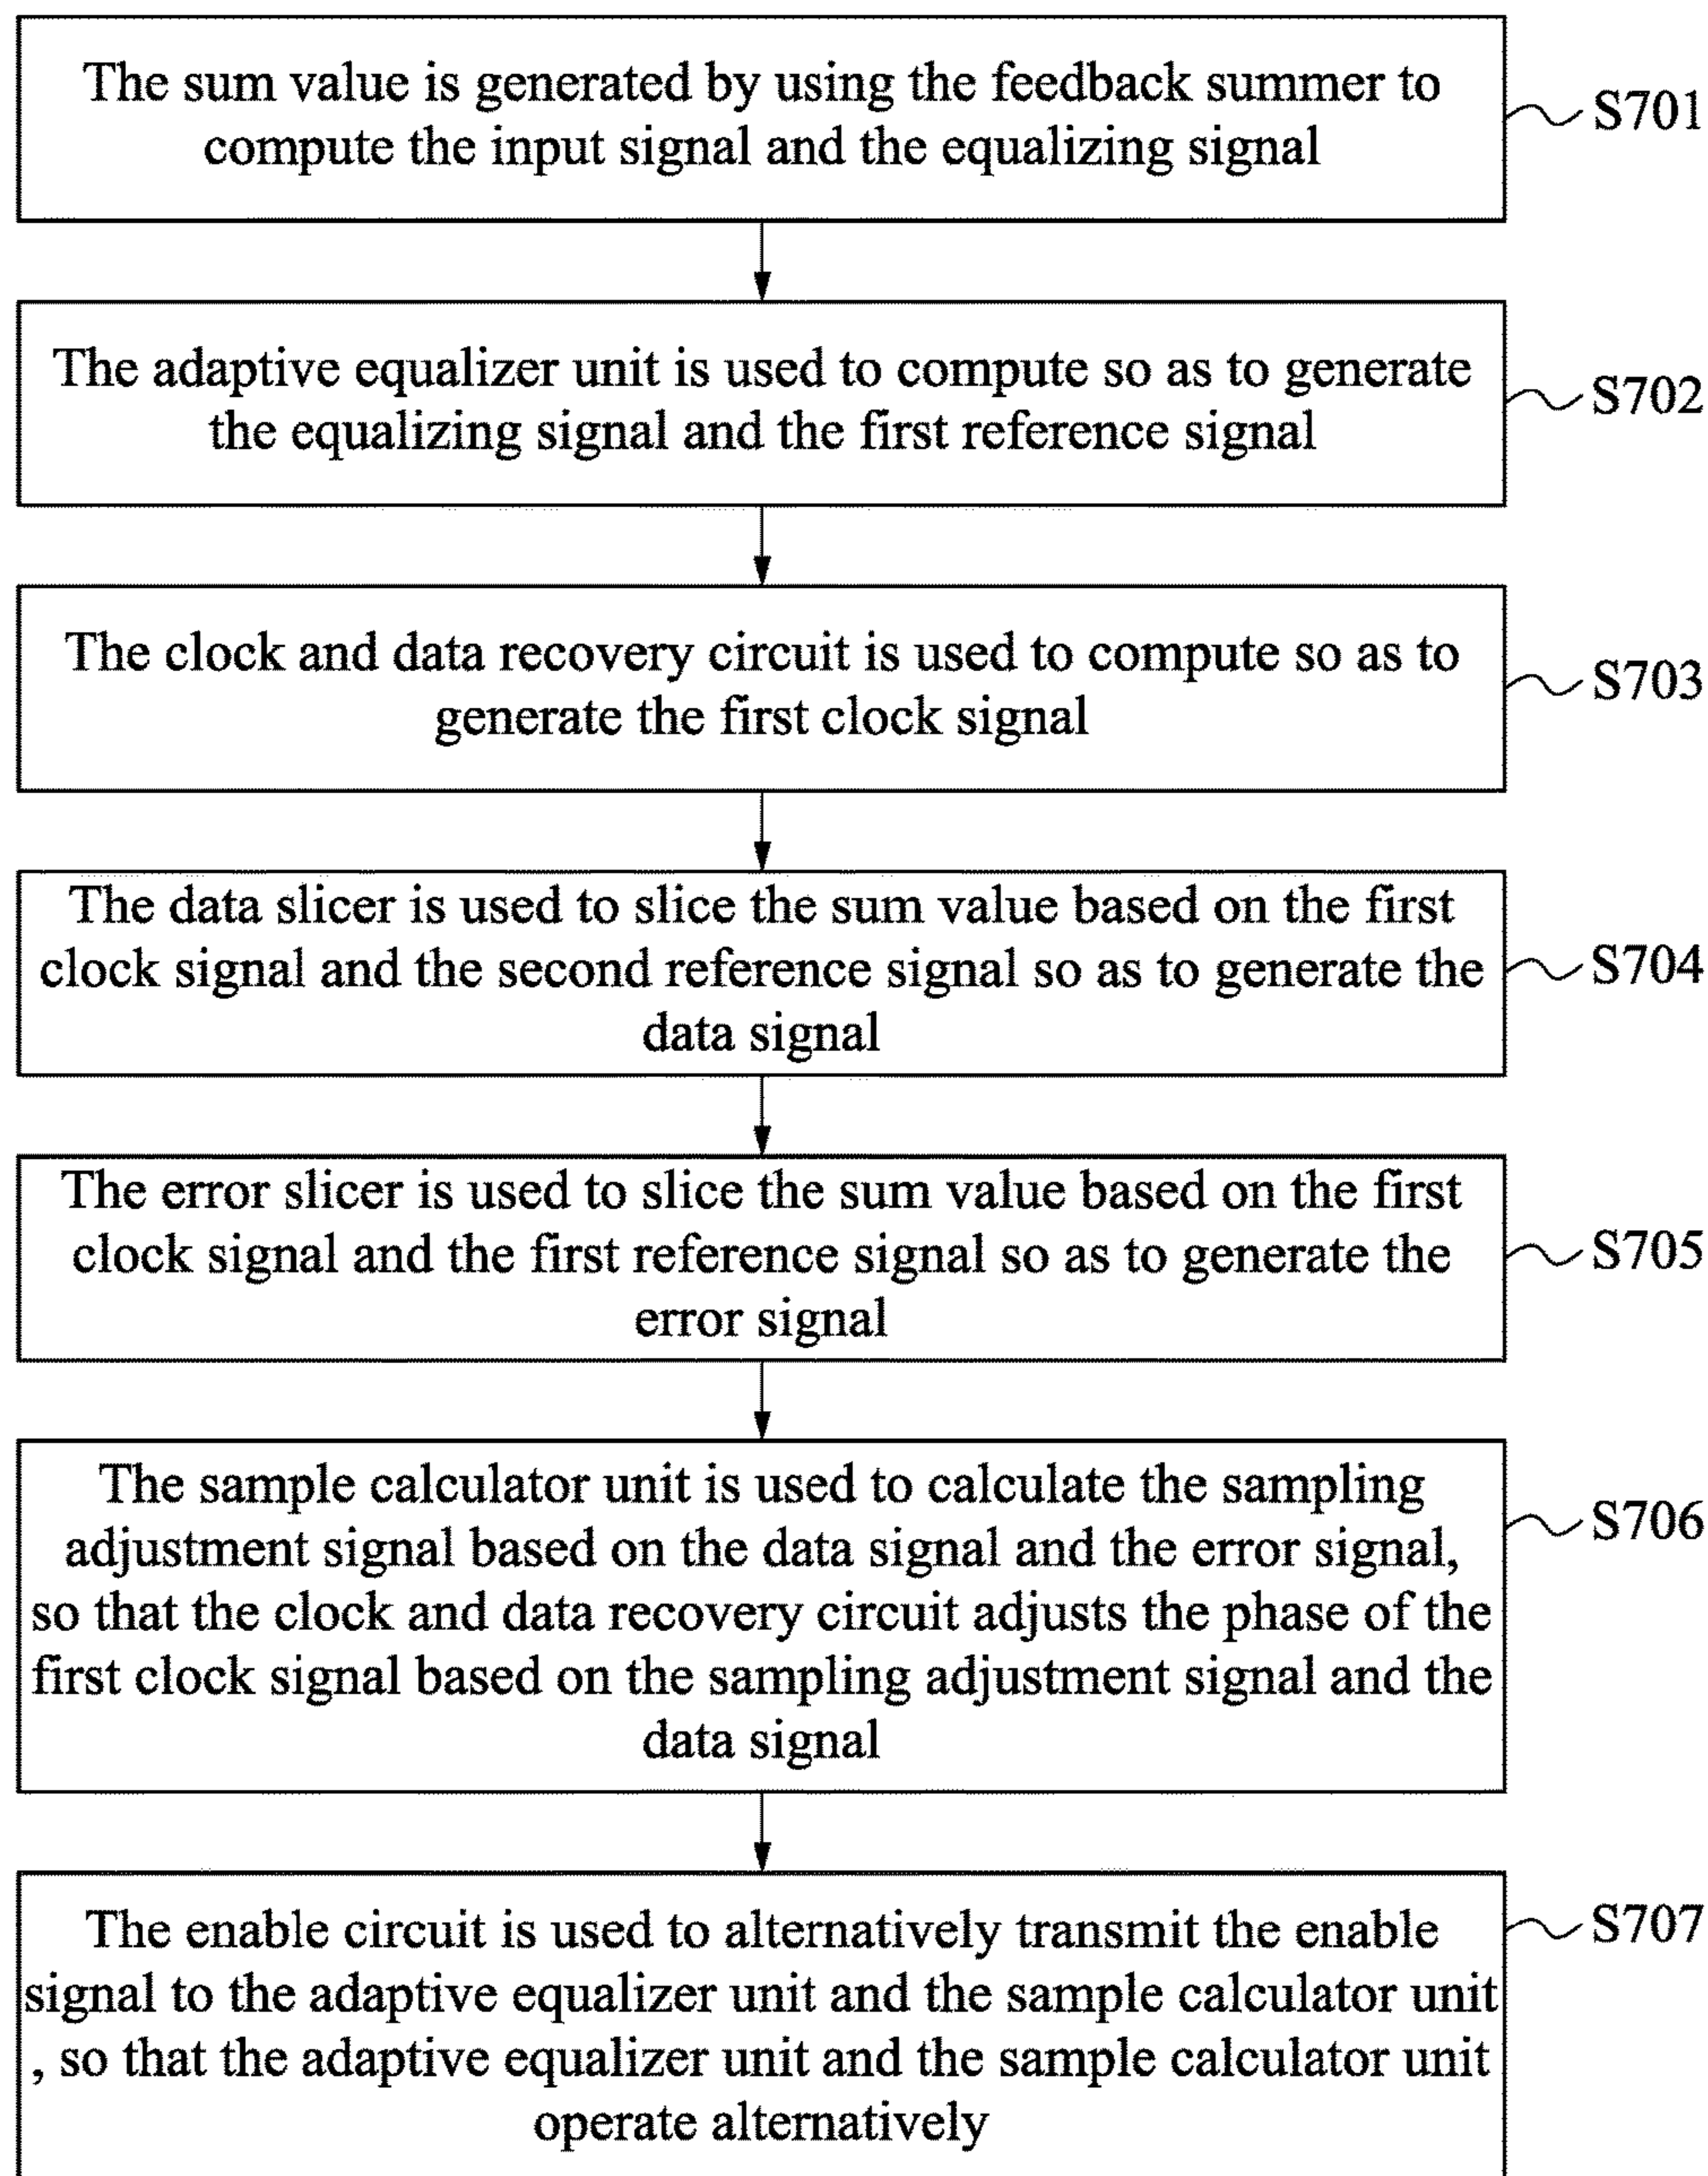 The sum value is generated by using the feedback summer to
compute the input signal and the equalizing signal
S701
The adaptive equalizer unit is used to compute so as to generate
the equalizing signal and the first reference signal
S702
The clock and data recovery circuit is used to compute so as to
generate the first clock signal
S703
The data slicer is used to slice the sum value based on the first
clock signal and the second reference signal so as to generate the
data signal
S704
The error slicer is used to slice the sum value based on the first
clock signal and the first reference signal so as to generate the
error signal
S705
The sample calculator unit is used to calculate the sampling
adjustment signal based on the data signal and the error signal,
so that the clock and data recovery circuit adjusts the phase of the
first clock signal based on the sampling adjustment signal and the
data signal
S706
The enable circuit is used to alternatively transmit the enable
signal to the adaptive equalizer unit and the sample calculator unit
, so that the adaptive equalizer unit and the sample calculator unit
operate alternatively
S707